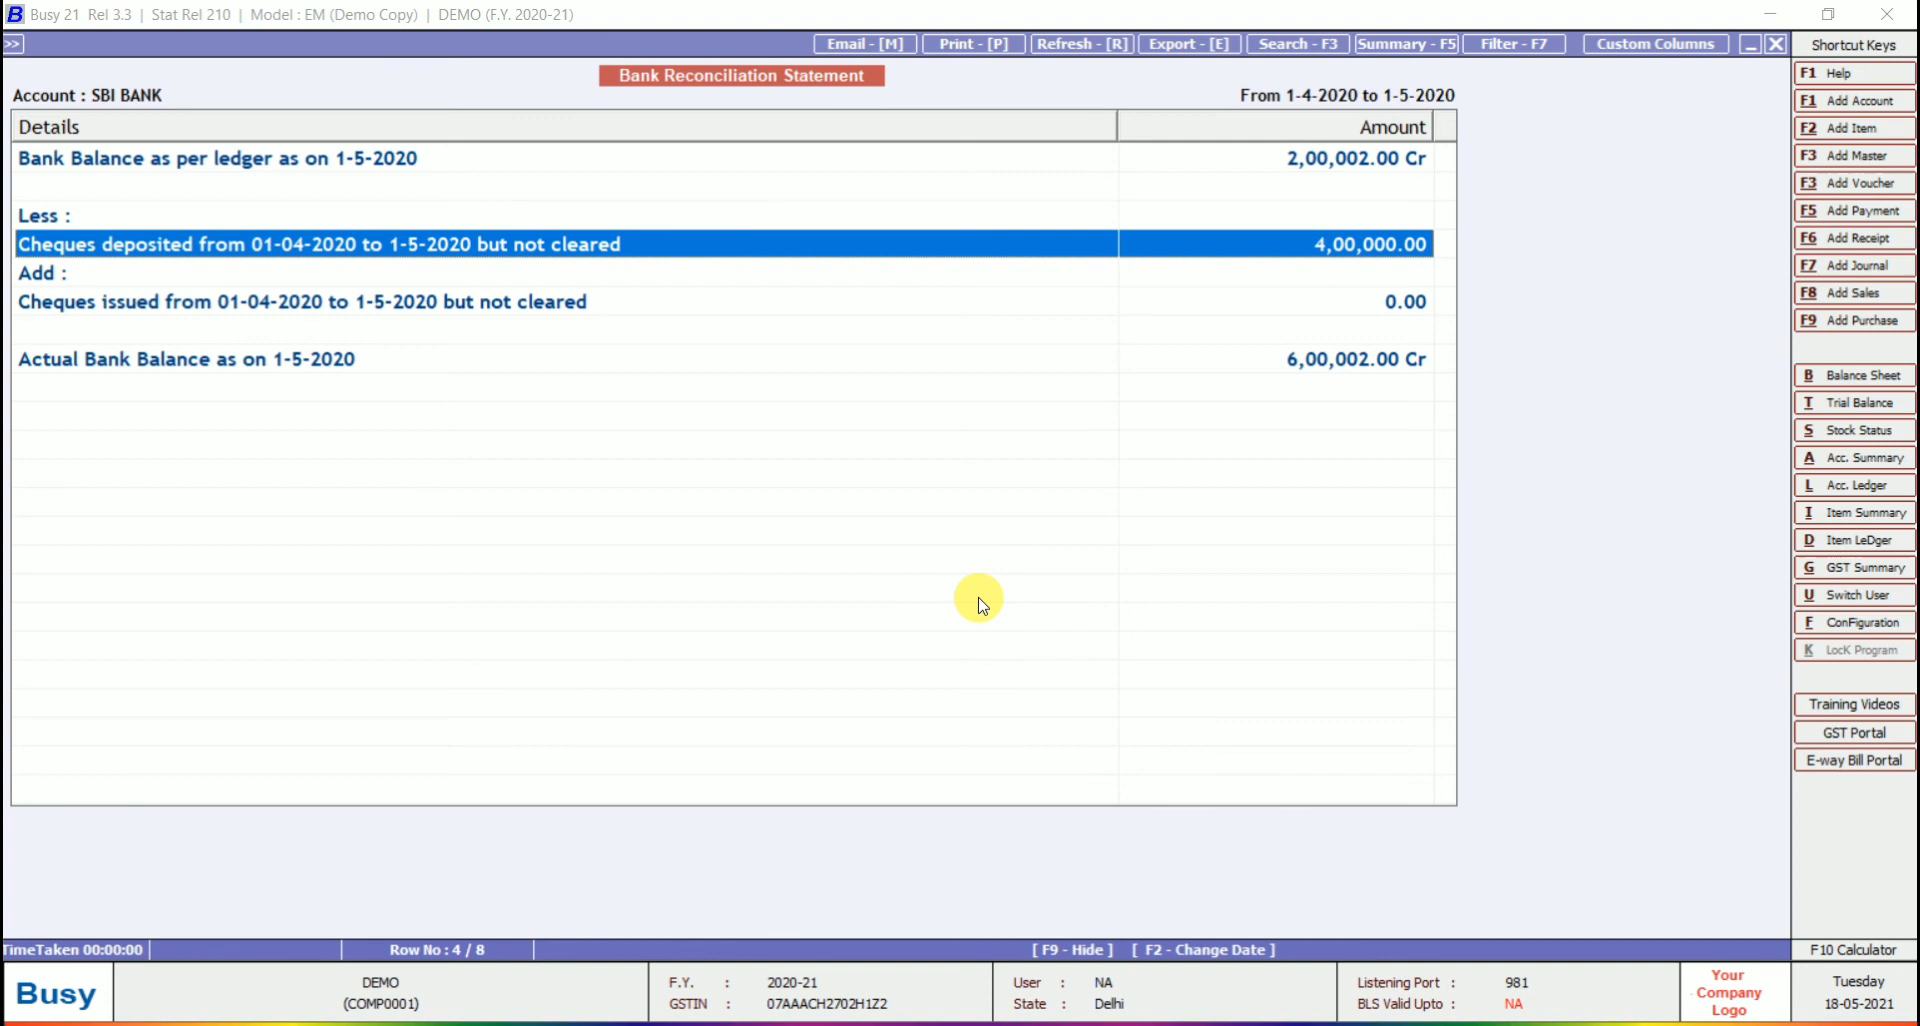 B Busy 21 Rel 3.3 | Stat Rel 210 | Model : EM (Demo Copy) | DEMO (F.Y. 2020-21)
>> Email - [M] Print - [P] Refresh - [R] Export - [E] Search - F3 Summary - F5 Filter - F7 Custom Columns Shortcut Keys
Bank Reconciliation Statement
Account : SBI BANK From 1-4-2020 to 1-5-2020
Details Amount
Bank Balance as per ledger as on 1-5-2020 2,00,002.00 Cr
Less :
Cheques deposited from 01-04-2020 to 1-5-2020 but not cleared 4,00,000.00
Add :
Cheques issued from 01-04-2020 to 1-5-2020 but not cleared 0.00
Actual Bank Balance as on 1-5-2020 6,00,002.00 Cr
F1 Help
F1 Add Account
F2 Add Item
F3 Add Master
F3 Add Voucher
F5 Add Payment
F6 Add Receipt
F7 Add Journal
F8 Add Sales
F9 Add Purchase
B Balance Sheet
T Trial Balance
S Stock Status
A Acc. Summary
L Acc. Ledger
I Item Summary
D Item LeDger
G GST Summary
U Switch User
F ConFiguration
K LocK Program
Training Videos
GST Portal
E-way Bill Portal
TimeTaken 00:00:00 Row No : 4 / 8 [ F9 - Hide ] [ F2 - Change Date ] F10 Calculator
Busy
DEMO
(COMP0001)
F.Y. : 2020-21
GSTIN : 07AAACH2702H1Z2
User : NA
State : Delhi
Listening Port : 981
BLS Valid Upto : NA
Your
Company
Logo
Tuesday
18-05-2021